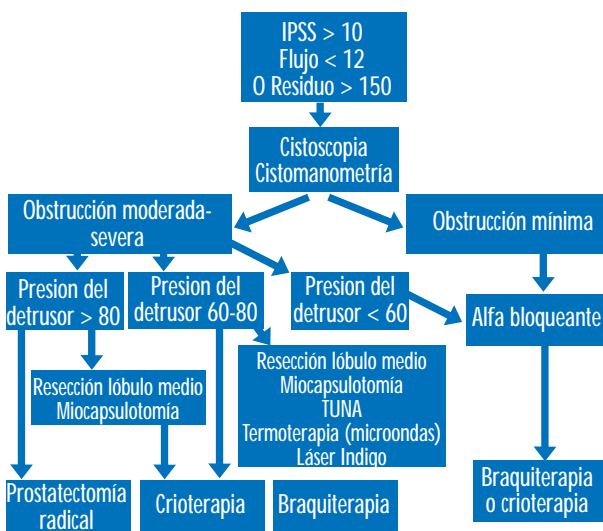 IPSS > 10
Flujo < 12
O Residuo > 150
Cistoscopia
Cistomanometría
Obstrucción moderada-
severa
Obstrucción mínima
Presion del
detrusor > 80
Presion del
detrusor 60-80
Presion del
detrusor < 60
Alfa bloqueante
Resección lóbulo medio
Miocapsulotomía
Resección lóbulo medio
Miocapsulotomía
TUNA
Termoterapia (microondas)
Láser Indigo
Prostatectomía
radical
Crioterapia
Braquiterapia
Braquiterapia
o crioterapia